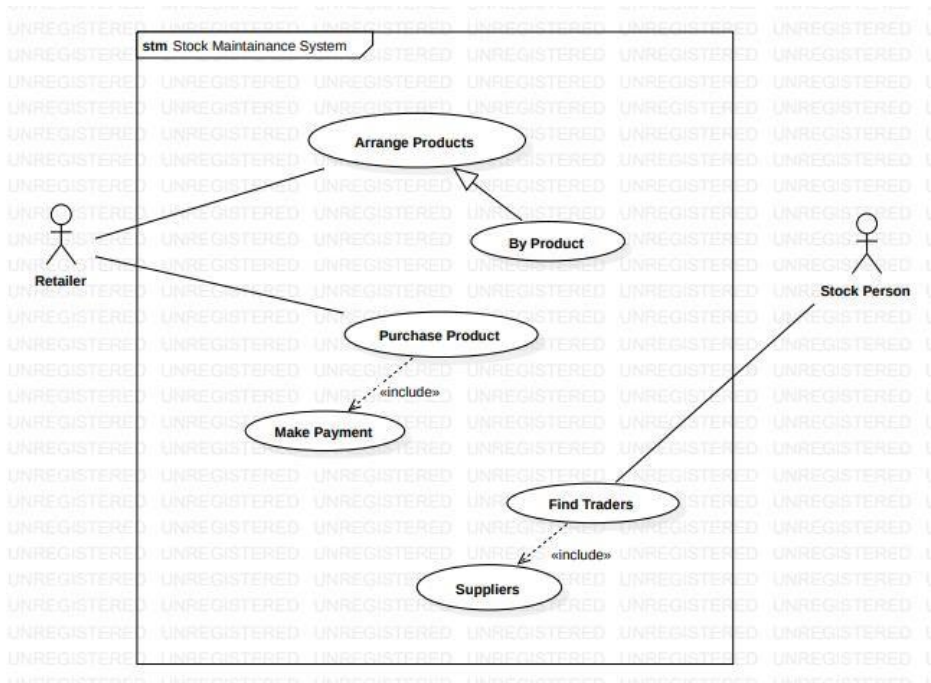 stm Stock Maintainance System
Arrange Products
By Product
Retailer
Stock Person
Purchase Product
«include»
Make Payment
Find Traders
«include»
Suppliers
UNREGISTERED